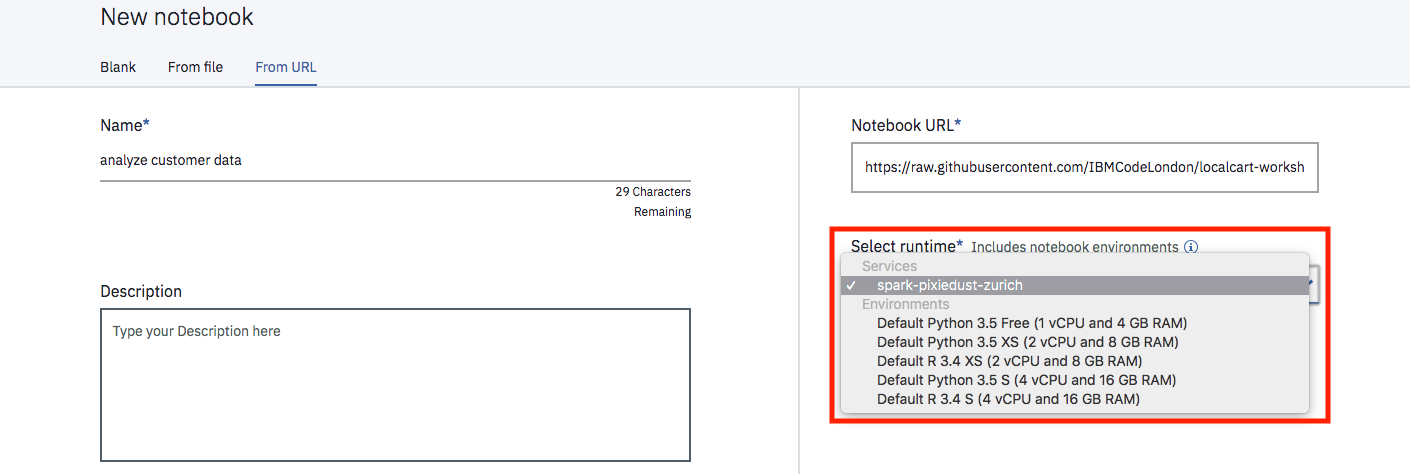 New notebook
Blank From file From URL
Name*
analyze customer data
29 Characters
Remaining
Description
Type your Description here
Notebook URL*
https://raw.githubusercontent.com/IBMCodeLondon/localcart-worksh
Select runtime* Includes notebook environments
Services
✓ spark-pixiedust-zurich
Environments
Default Python 3.5 Free (1 vCPU and 4 GB RAM)
Default Python 3.5 XS (2 vCPU and 8 GB RAM)
Default R 3.4 XS (2 vCPU and 8 GB RAM)
Default Python 3.5 S (4 vCPU and 16 GB RAM)
Default R 3.4 S (4 vCPU and 16 GB RAM)